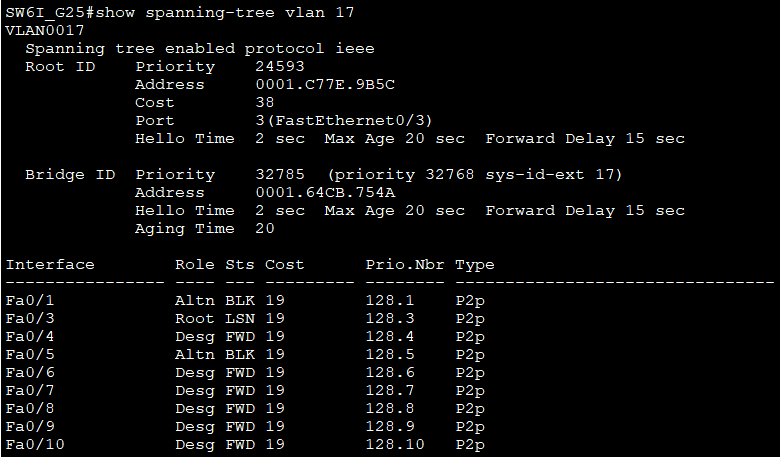 SW6I_G25#show spanning-tree vlan 17
VLAN0017
  Spanning tree enabled protocol ieee
  Root ID    Priority    24593
             Address     0001.C77E.9B5C
             Cost        38
             Port        3(FastEthernet0/3)
             Hello Time  2 sec  Max Age 20 sec  Forward Delay 15 sec

  Bridge ID  Priority    32785  (priority 32768 sys-id-ext 17)
             Address     0001.64CB.754A
             Hello Time  2 sec  Max Age 20 sec  Forward Delay 15 sec
             Aging Time  20

Interface        Role Sts Cost      Prio.Nbr Type
---------------- ---- --- --------- -------- --------------------------------
Fa0/1            Altn BLK 19        128.1    P2p
Fa0/3            Root LSN 19        128.3    P2p
Fa0/4            Desg FWD 19        128.4    P2p
Fa0/5            Altn BLK 19        128.5    P2p
Fa0/6            Desg FWD 19        128.6    P2p
Fa0/7            Desg FWD 19        128.7    P2p
Fa0/8            Desg FWD 19        128.8    P2p
Fa0/9            Desg FWD 19        128.9    P2p
Fa0/10           Desg FWD 19        128.10   P2p